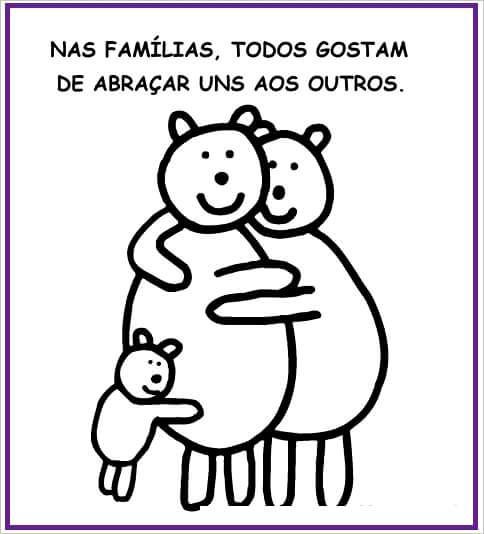 NAS FAMÍLIAS, TODOS GOSTAM
DE ABRAÇAR UNS AOS OUTROS.